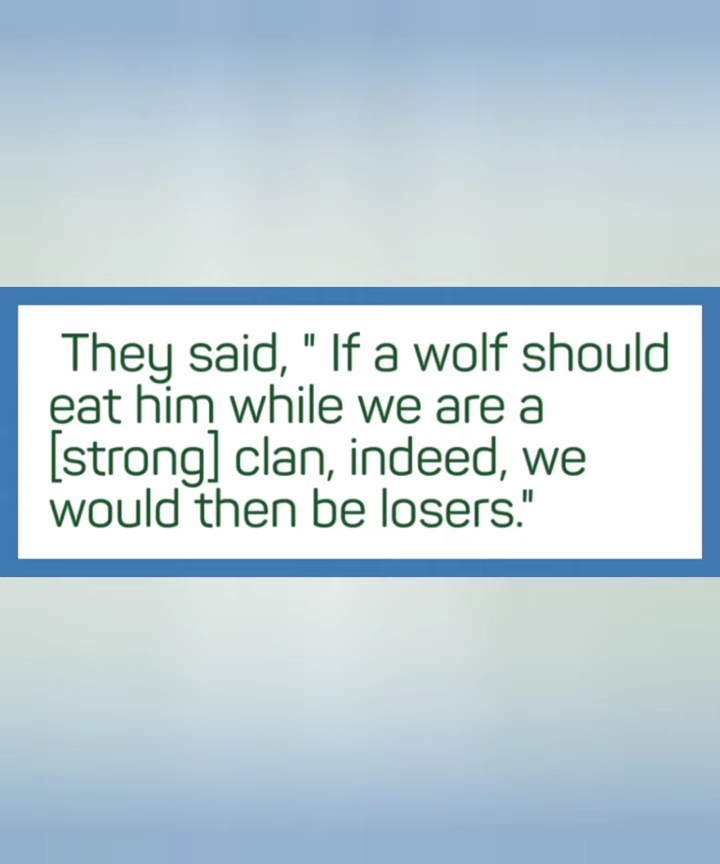 They said, " If a wolf should
eat him while we are a
[strong] clan, indeed, we
would then be losers."